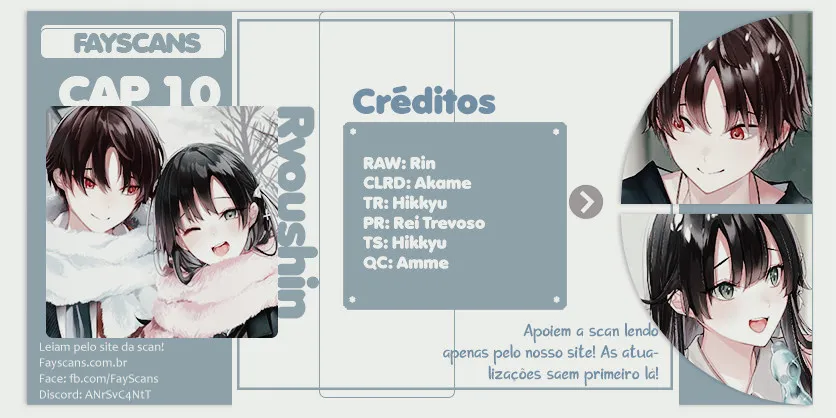 FAYSCANS
CAP 10
Ryoushin
Leiam pelo site da scan!
Fayscans.com.br
Face: fb.com/FayScans
Discord: ANrSvC4NtT
Créditos
RAW: Rin
CLRD: Akame
TR: Hikkyu
PR: Rei Trevoso
TS: Hikkyu
QC: Amme
Apoiem a scan lendo
apenas pelo nosso site! As atua-
lizações saem primeiro lá!